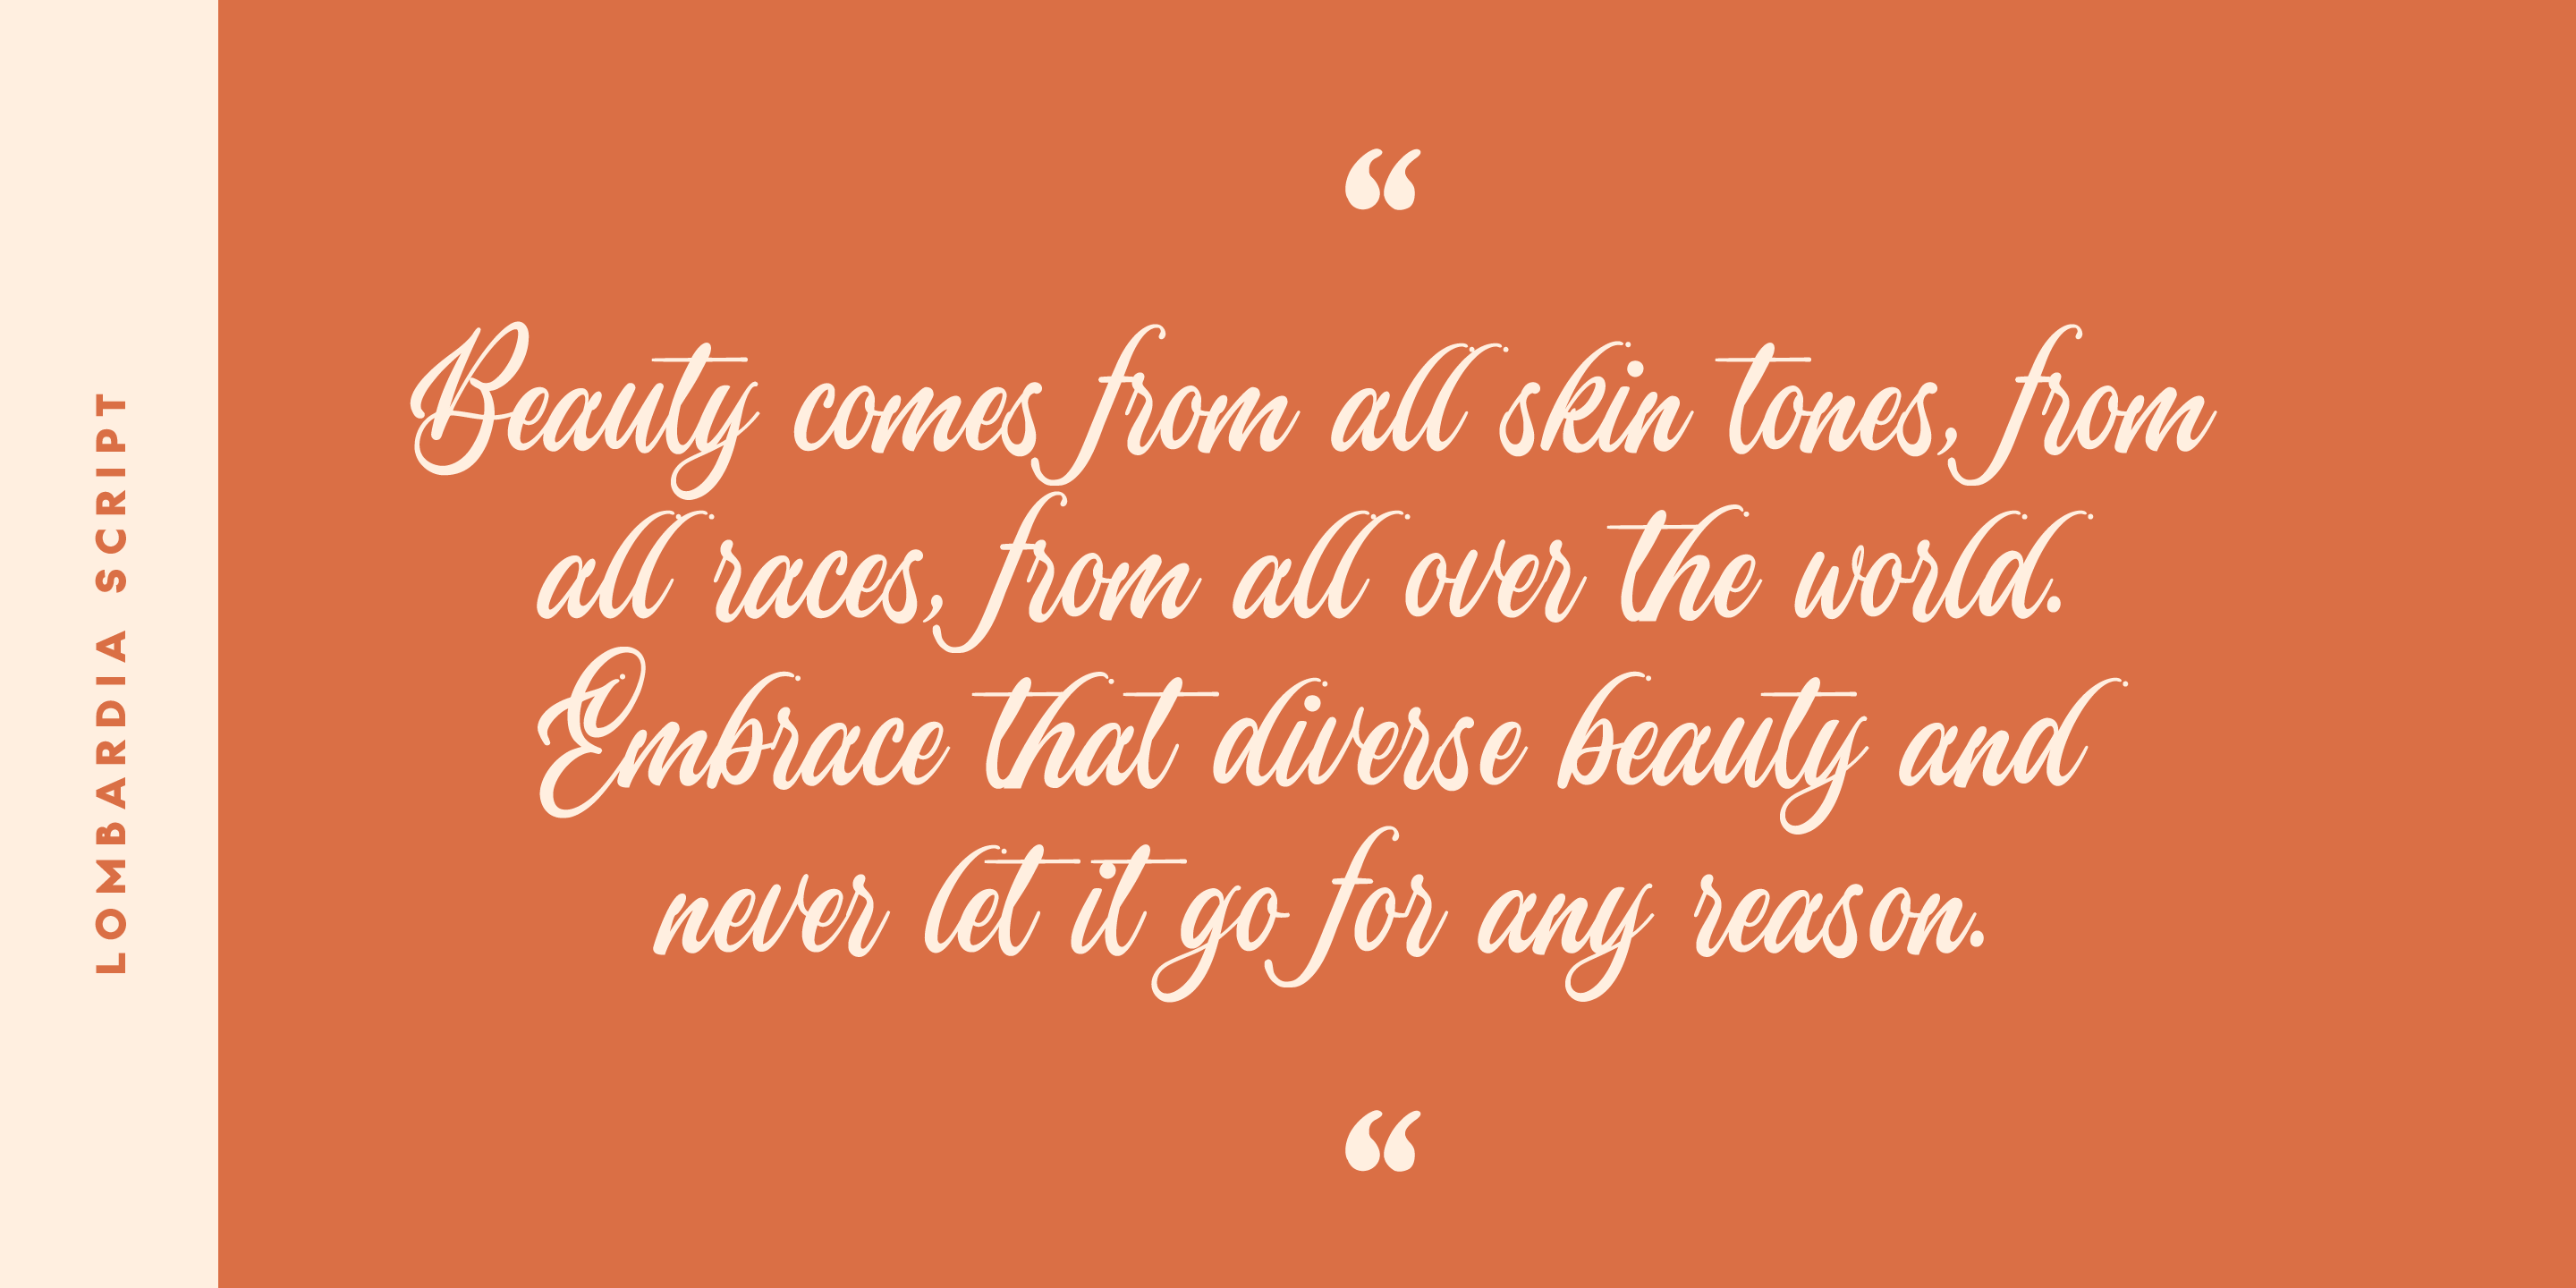 LOMBARDIA SCRIPT
“
Beauty comes from all skin tones, from
all races, from all over the world.
Embrace that diverse beauty and
never let it go for any reason.
“